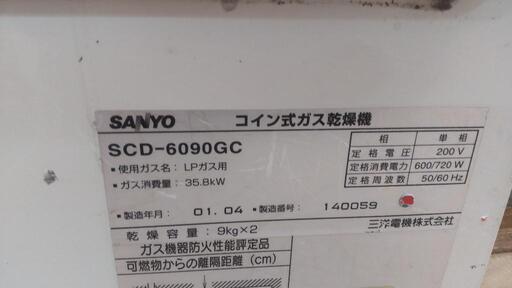 SANYO コイン式ガス乾燥機
SCD-6090GC
■使用ガス名：LPガス用
■ガス消費量：35.8kW
相 単相
定格電圧 200V
定格消費電力 600/720W
定格周波数 50/60Hz
■製造年月：01.04 ■製造番号：140059
三洋電機株式会社
乾燥容量：9kg×2
ガス機器防火性能評定品
可燃物からの離隔距離（cm）